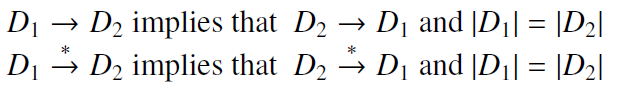 D₁ → D₂ implies that D₂ → D₁ and |D₁| = |D₂|
D₁ →* D₂ implies that D₂ →* D₁ and |D₁| = |D₂|